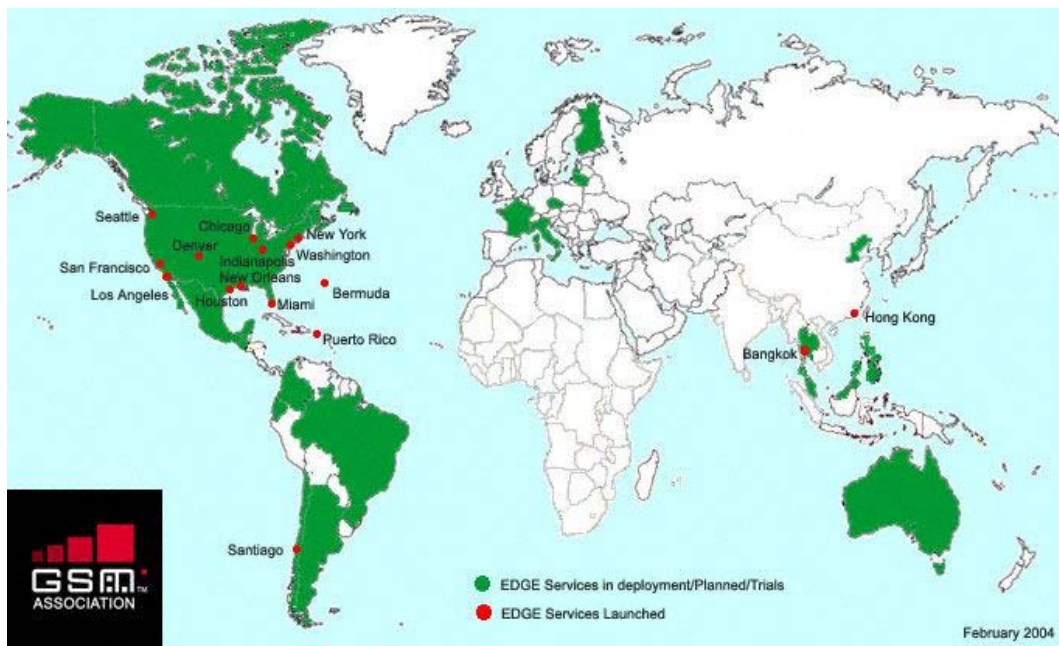 Seattle
Chicago
New York
Denver
Washington
Indianapolis
San Francisco
New Orleans
Los Angeles
Houston
Miami
Bermuda
Puerto Rico
Hong Kong
Bangkok
Santiago
GSM™
ASSOCIATION
EDGE Services in deployment/Planned/Trials
EDGE Services Launched
February 2004